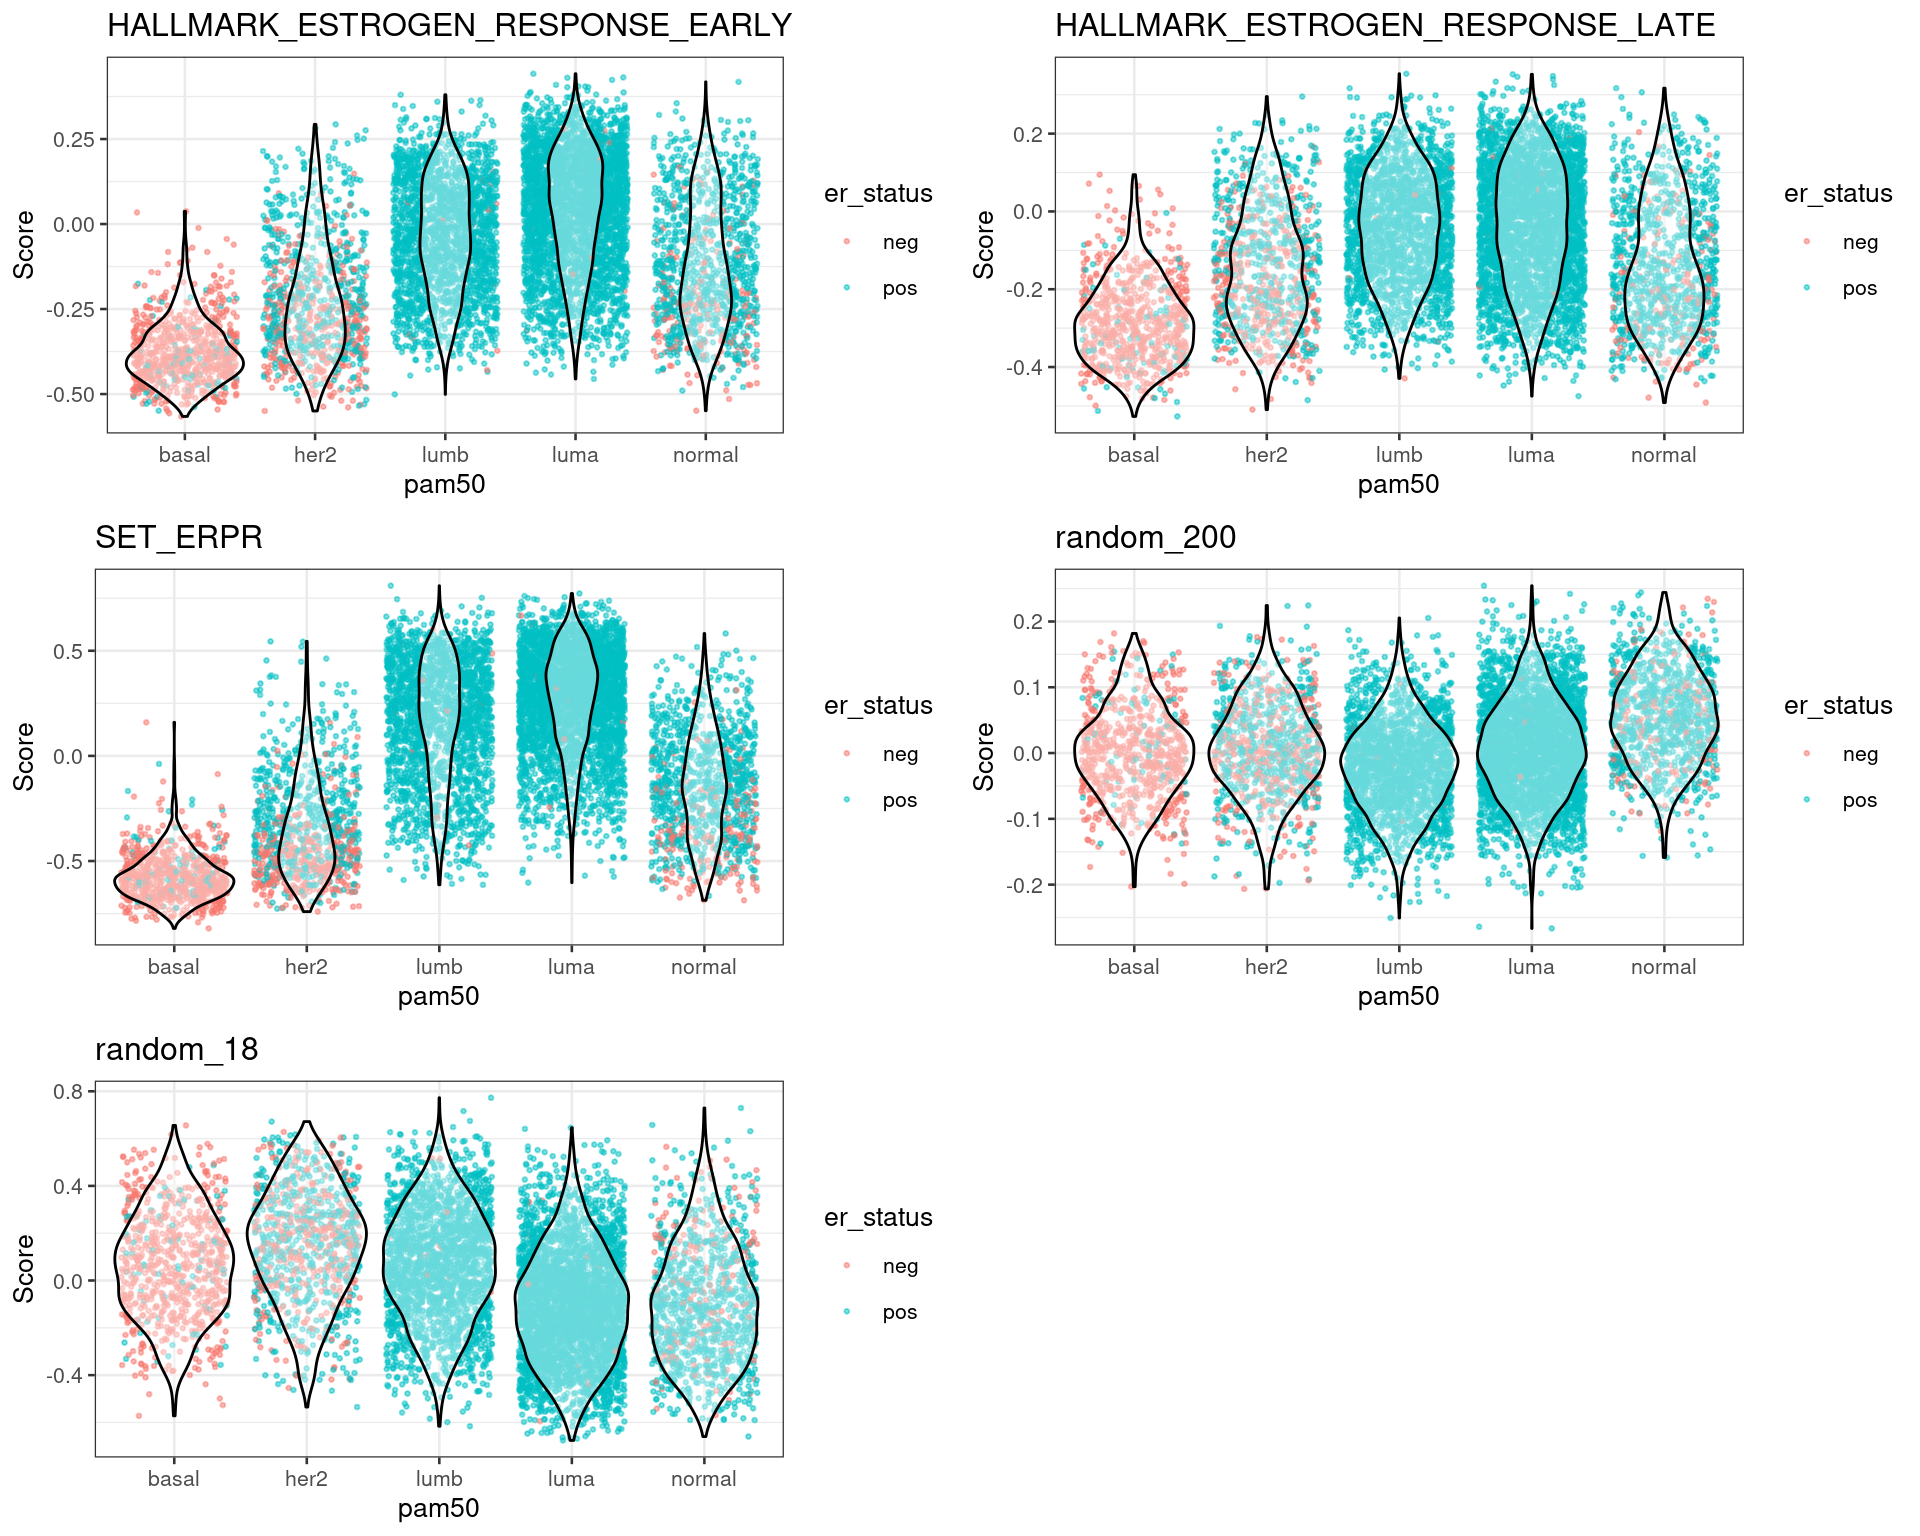 HALLMARK_ESTROGEN_RESPONSE_EARLY
Score
0.25
0.00
-0.25
-0.50
basal her2 lumb luma normal
pam50
er_status
neg
pos
HALLMARK_ESTROGEN_RESPONSE_LATE
Score
0.2
0.0
-0.2
-0.4
basal her2 lumb luma normal
pam50
er_status
neg
pos
SET_ERPR
Score
0.5
0.0
-0.5
basal her2 lumb luma normal
pam50
er_status
neg
pos
random_200
Score
0.2
0.1
0.0
-0.1
-0.2
basal her2 lumb luma normal
pam50
er_status
neg
pos
random_18
Score
0.8
0.4
0.0
-0.4
basal her2 lumb luma normal
pam50
er_status
neg
pos